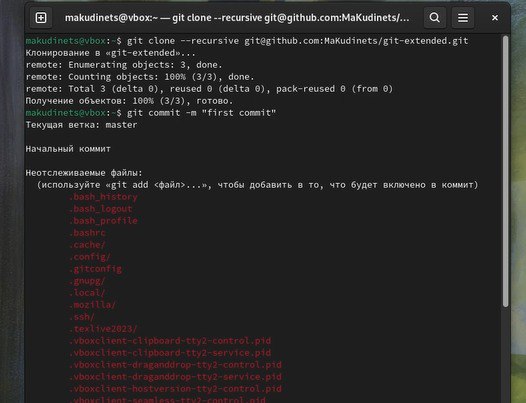 makudinets@vbox:~ — git clone --recursive git@github.com:MaKudinets/...
makudinets@vbox:~$ git clone --recursive git@github.com:MaKudinets/git-extended.git
Клонирование в «git-extended»...
remote: Enumerating objects: 3, done.
remote: Counting objects: 100% (3/3), done.
remote: Total 3 (delta 0), reused 0 (delta 0), pack-reused 0 (from 0)
Получение объектов: 100% (3/3), готово.
makudinets@vbox:~$ git commit -m "first commit"
Текущая ветка: master
Начальный коммит
Неотслеживаемые файлы:
(используйте «git add <файл>...», чтобы добавить в то, что будет включено в коммит)
.bash_history
.bash_logout
.bash_profile
.bashrc
.cache/
.config/
.gitconfig
.gnupg/
.local/
.mozilla/
.ssh/
.texlive2023/
.vboxclient-clipboard-tty2-control.pid
.vboxclient-clipboard-tty2-service.pid
.vboxclient-draganddrop-tty2-control.pid
.vboxclient-draganddrop-tty2-service.pid
.vboxclient-hostversion-tty2-control.pid
.vboxclient-seamless-tty2-control.pid